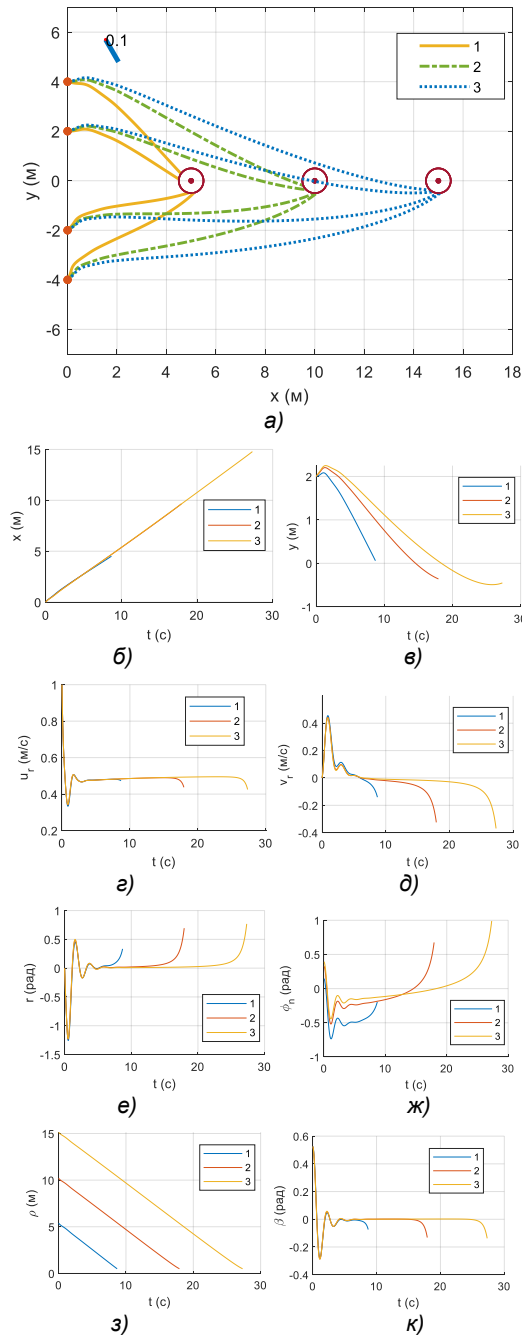 6
4
2
0
-2
-4
-6
y (м)
0.1
1
2
3
0 2 4 6 8 10 12 14 16 18
x (м)
а)
15
10
5
0
x (м)
1
2
3
0 10 20 30
t (с)
б)
2
1
0
-1
y (м)
1
2
3
0 10 20 30
t (с)
в)
1
0.8
0.6
0.4
0.2
u_r (м/с)
1
2
3
0 10 20 30
t (с)
г)
0.4
0.2
0
-0.2
-0.4
v_r (м/с)
1
2
3
0 10 20 30
t (с)
д)
1
0.5
0
-0.5
-1
-1.5
r (рад)
1
2
3
0 10 20 30
t (с)
е)
1
0.5
0
-0.5
-1
ϕ_n (рад)
1
2
3
0 10 20 30
t (с)
ж)
15
10
5
0
ρ (м)
1
2
3
0 10 20 30
t (с)
з)
0.6
0.4
0.2
0
-0.2
-0.4
β (рад)
1
2
3
0 10 20 30
t (с)
к)